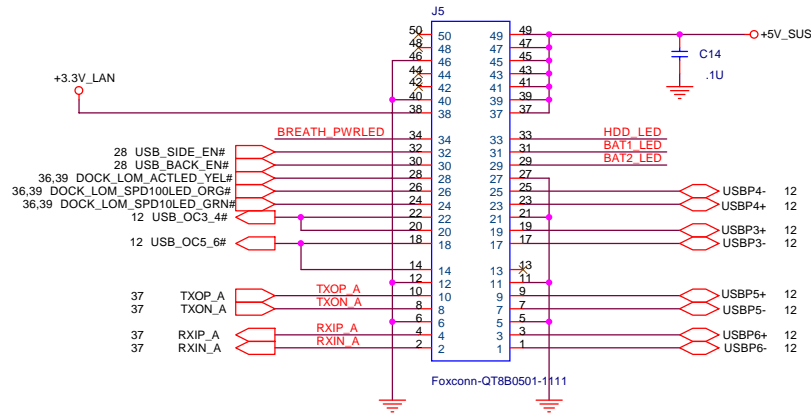 J5
50 50 49 49
48 48 47 47
46 46 45 45
44 44 43 43
42 42 41 41
40 40 39 39
38 38 37 37
+5V_SUS
C14
.1U
+3.3V_LAN
BREATH_PWRLED 34 34 33 33 HDD_LED
28 USB_SIDE_EN# 32 32 31 31 BAT1_LED
28 USB_BACK_EN# 30 30 29 29 BAT2_LED
36,39 DOCK_LOM_ACTLED_YEL# 28 28 27 27
36,39 DOCK_LOM_SPD100LED_ORG# 26 26 25 25 USBP4- 12
36,39 DOCK_LOM_SPD10LED_GRN# 24 24 23 23 USBP4+ 12
12 USB_OC3_4# 22 22 21 21
20 20 19 19 USBP3+ 12
12 USB_OC5_6# 18 18 17 17 USBP3- 12
14 14 13 13
12 12 11 11
37 TXOP_A TXOP_A 10 10 9 9 USBP5+ 12
37 TXON_A TXON_A 8 8 7 7 USBP5- 12
6 6 5 5
37 RXIP_A RXIP_A 4 4 3 3 USBP6+ 12
37 RXIN_A RXIN_A 2 2 1 1 USBP6- 12
Foxconn-QT8B0501-1111